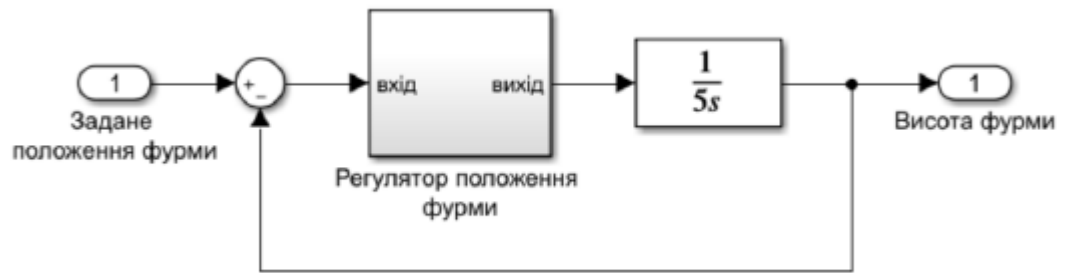 1
Задане
положення фурми
+
−
вхід
вихід
Регулятор положення
фурми
1
5s
1
Висота фурми